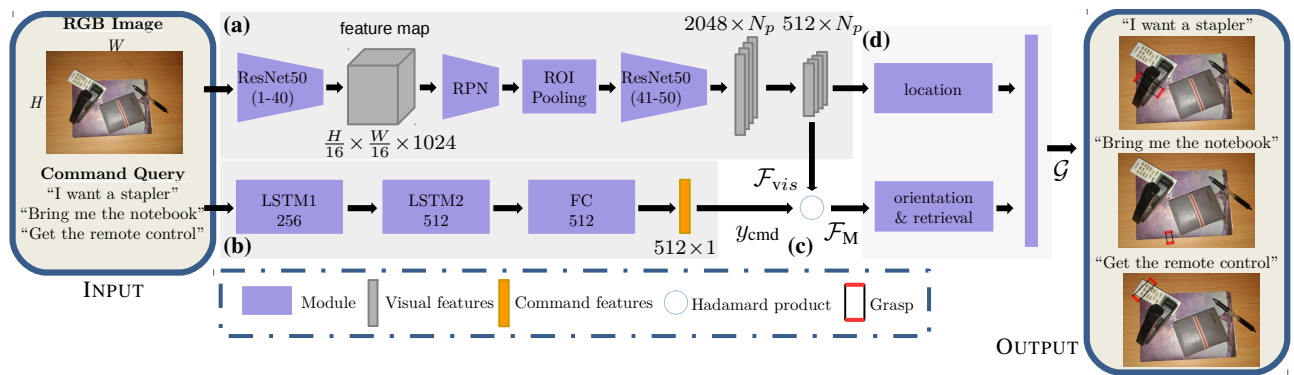 RGB Image
W
H
Command Query
“I want a stapler”
“Bring me the notebook”
“Get the remote control”
INPUT
(a)
ResNet50
(1-40)
feature map
H/16 × W/16 × 1024
RPN
ROI
Pooling
ResNet50
(41-50)
2048 × N_p
512 × N_p
(b)
LSTM1
256
LSTM2
512
FC
512
512 × 1
F_vis
y_cmd
(c)
F_M
(d)
location
orientation
& retrieval
G
Module
Visual features
Command features
Hadamard product
Grasp
OUTPUT
“I want a stapler”
“Bring me the notebook”
“Get the remote control”